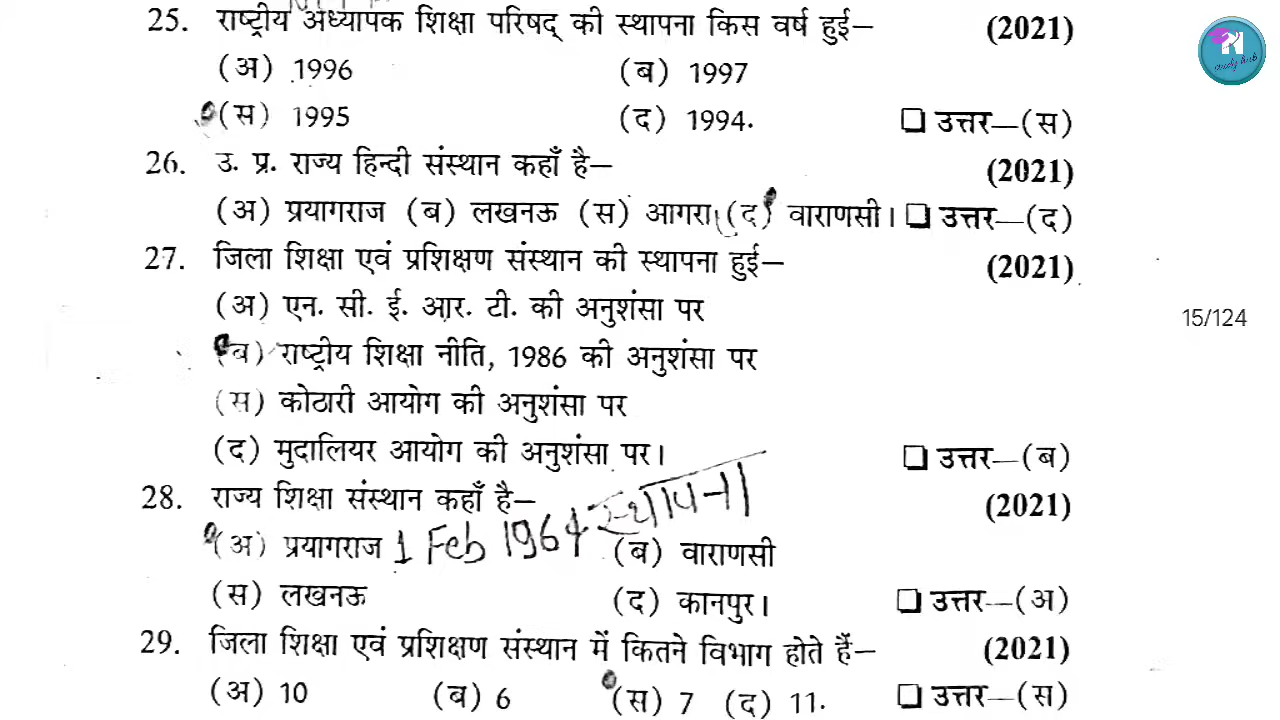 25. राष्ट्रीय अध्यापक शिक्षा परिषद् की स्थापना किस वर्ष हुई— (2021)
(अ) 1996 (ब) 1997
(स) 1995 (द) 1994. ❑ उत्तर—(स)
26. उ. प्र. राज्य हिन्दी संस्थान कहाँ है— (2021)
(अ) प्रयागराज (ब) लखनऊ (स) आगरा (द) वाराणसी। ❑ उत्तर—(द)
27. जिला शिक्षा एवं प्रशिक्षण संस्थान की स्थापना हुई— (2021)
(अ) एन. सी. ई. आर. टी. की अनुशंसा पर
15/124
(ब) राष्ट्रीय शिक्षा नीति, 1986 की अनुशंसा पर
(स) कोठारी आयोग की अनुशंसा पर
(द) मुदालियर आयोग की अनुशंसा पर। ❑ उत्तर—(ब)
28. राज्य शिक्षा संस्थान कहाँ है— (2021)
(अ) प्रयागराज 1 Feb 1964 स्थापना (ब) वाराणसी
(स) लखनऊ (द) कानपुर। ❑ उत्तर—(अ)
29. जिला शिक्षा एवं प्रशिक्षण संस्थान में कितने विभाग होते हैं— (2021)
(अ) 10 (ब) 6 (स) 7 (द) 11. ❑ उत्तर—(स)